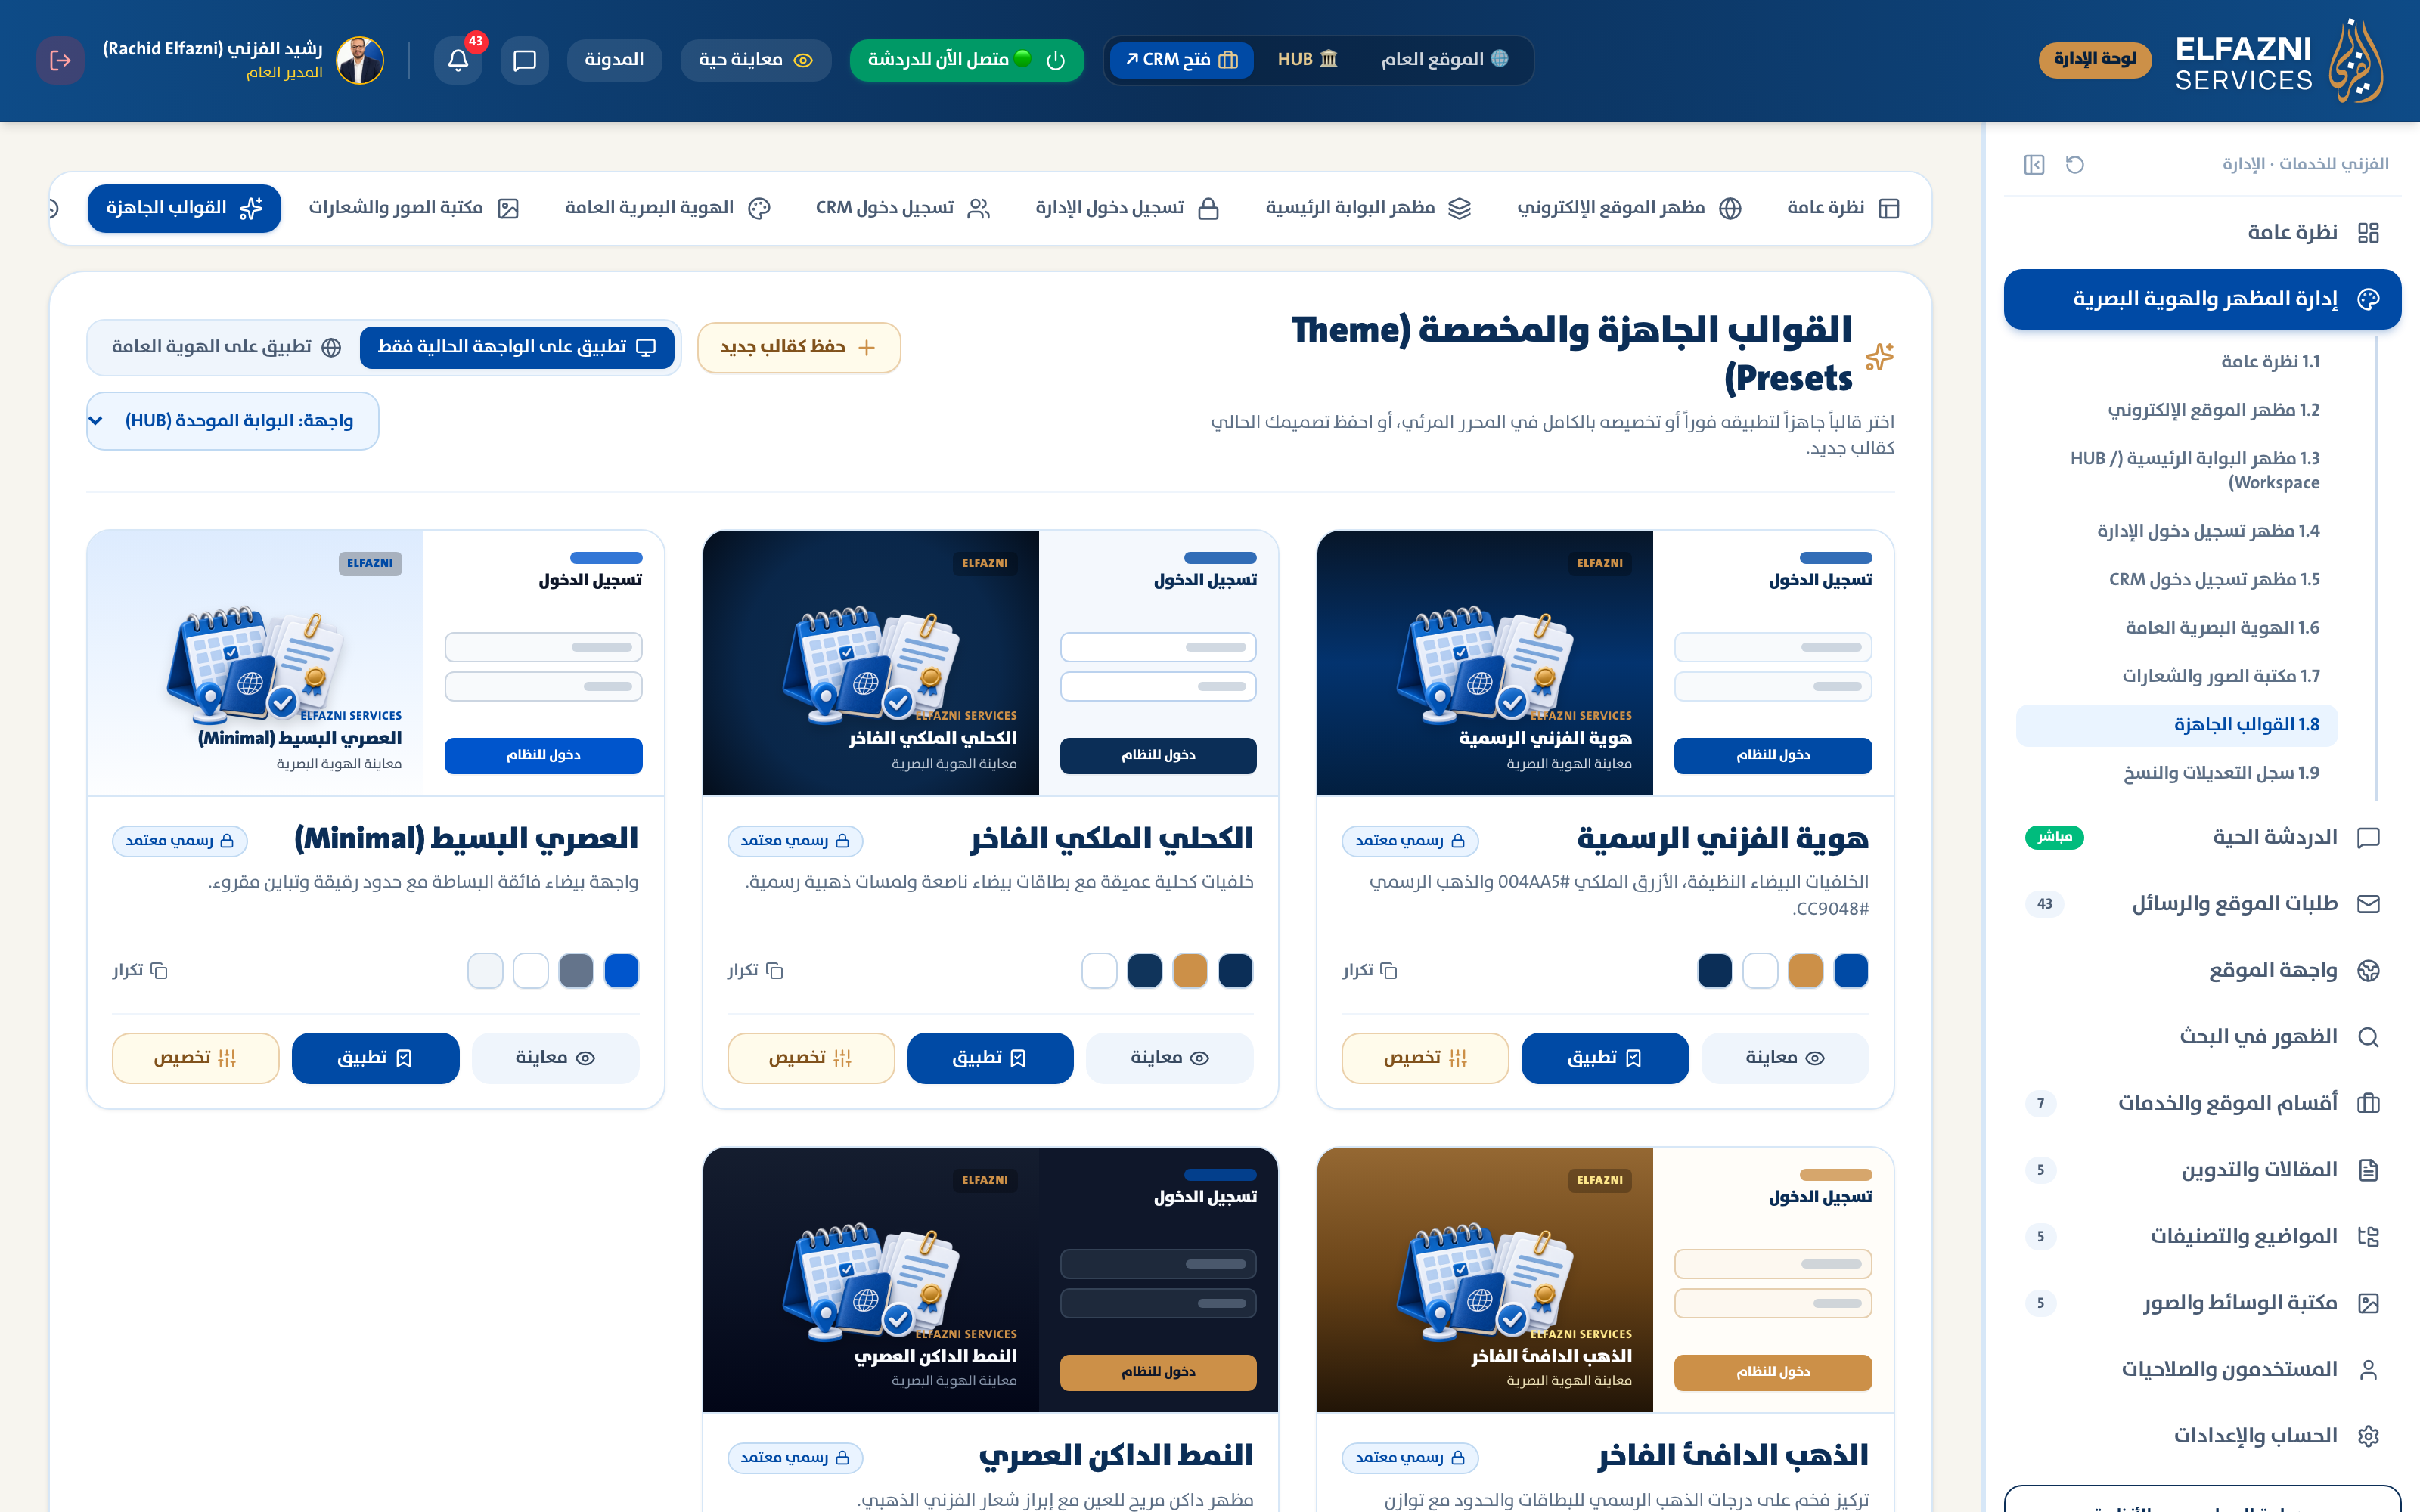 ELFAZNI
SERVICES
لوحة الإدارة
الموقع العام
HUB
فتح CRM
متصل الآن للدردشة
معاينة حية
المدونة
43
رشيد الفزني (Rachid Elfazni)
المدير العام
الفزني للخدمات · الإدارة
نظرة عامة
إدارة المظهر والهوية البصرية
1.1 نظرة عامة
1.2 مظهر الموقع الإلكتروني
1.3 مظهر البوابة الرئيسية (HUB /
Workspace)
1.4 مظهر تسجيل دخول الإدارة
1.5 مظهر تسجيل دخول CRM
1.6 الهوية البصرية العامة
1.7 مكتبة الصور والشعارات
1.8 القوالب الجاهزة
1.9 سجل التعديلات والنسخ
الدردشة الحية
مباشر
طلبات الموقع والرسائل
43
واجهة الموقع
الظهور في البحث
أقسام الموقع والخدمات
7
المقالات والتدوين
5
المواضيع والتصنيفات
5
مكتبة الوسائط والصور
5
المستخدمون والصلاحيات
الحساب والإعدادات
نظرة عامة
مظهر الموقع الإلكتروني
مظهر البوابة الرئيسية
تسجيل دخول الإدارة
تسجيل دخول CRM
الهوية البصرية العامة
مكتبة الصور والشعارات
القوالب الجاهزة
القوالب الجاهزة والمخصصة (Theme
Presets)
اختر قالباً جاهزاً لتطبيقه فوراً أو تخصيصه بالكامل في المحرر المرئي، أو احفظ تصميمك الحالي
كقالب جديد.
حفظ كقالب جديد
تطبيق على الواجهة الحالية فقط
تطبيق على الهوية العامة
واجهة: البوابة الموحدة (HUB)
تسجيل الدخول
دخول للنظام
ELFAZNI
ELFAZNI SERVICES
هوية الفزني الرسمية
معاينة الهوية البصرية
هوية الفزني الرسمية
رسمي معتمد
الخلفيات البيضاء النظيفة، الأزرق الملكي #004AA5 والذهب الرسمي
#CC9048.
تكرار
معاينة
تطبيق
تخصيص
تسجيل الدخول
دخول للنظام
ELFAZNI
ELFAZNI SERVICES
الكحلي الملكي الفاخر
معاينة الهوية البصرية
الكحلي الملكي الفاخر
رسمي معتمد
خلفيات كحلية عميقة مع بطاقات بيضاء ناصعة ولمسات ذهبية رسمية.
تكرار
معاينة
تطبيق
تخصيص
تسجيل الدخول
دخول للنظام
ELFAZNI
ELFAZNI SERVICES
العصري البسيط (Minimal)
معاينة الهوية البصرية
العصري البسيط (Minimal)
رسمي معتمد
واجهة بيضاء فائقة البساطة مع حدود رقيقة وتباين مقروء.
تكرار
معاينة
تطبيق
تخصيص
تسجيل الدخول
دخول للنظام
ELFAZNI
ELFAZNI SERVICES
الذهب الدافئ الفاخر
معاينة الهوية البصرية
الذهب الدافئ الفاخر
رسمي معتمد
تركيز فخم على درجات الذهب الرسمي للبطاقات والحدود مع توازن
تسجيل الدخول
دخول للنظام
ELFAZNI
ELFAZNI SERVICES
النمط الداكن العصري
معاينة الهوية البصرية
النمط الداكن العصري
رسمي معتمد
مظهر داكن مريح للعين مع إبراز شعار الفزني الذهبي.